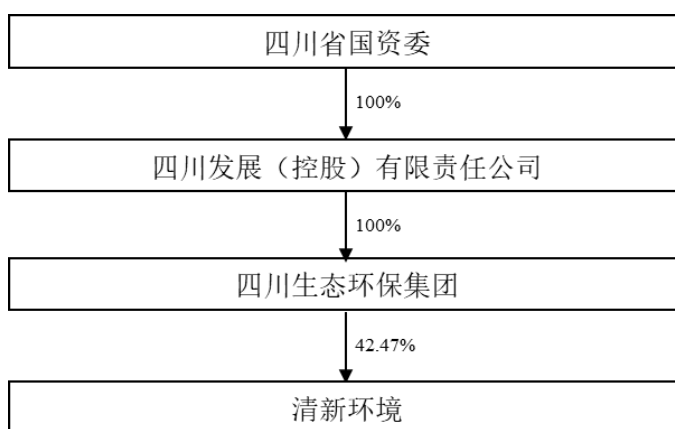 四川省国资委
100%
四川发展（控股）有限责任公司
100%
四川生态环保集团
42.47%
清新环境